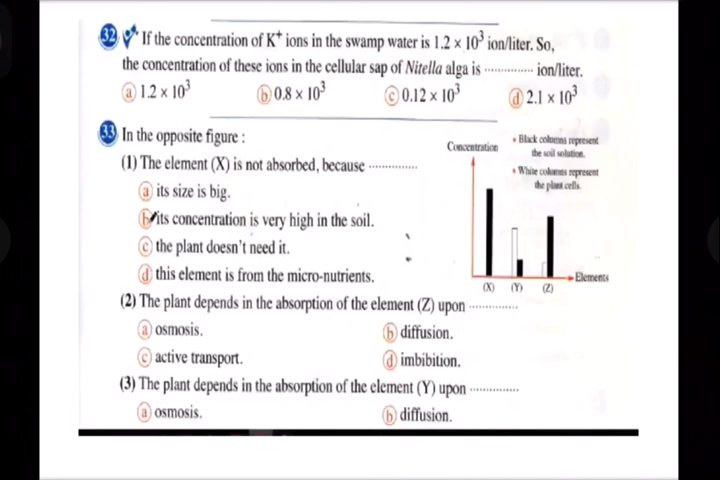 32 If the concentration of K⁺ ions in the swamp water is 1.2 × 10³ ion/liter. So,
the concentration of these ions in the cellular sap of Nitella alga is ............... ion/liter.
ⓐ 1.2 × 10³ ⓑ 0.8 × 10³ ⓒ 0.12 × 10³ ⓓ 2.1 × 10³
33 In the opposite figure :
(1) The element (X) is not absorbed, because ...............
ⓐ its size is big.
ⓑ its concentration is very high in the soil.
ⓒ the plant doesn't need it.
ⓓ this element is from the micro-nutrients.
Concentration
• Black columns represent
the soil solution.
• White columns represent
the plant cells.
Elements
(X) (Y) (Z)
(2) The plant depends in the absorption of the element (Z) upon ...............
ⓐ osmosis. ⓑ diffusion.
ⓒ active transport. ⓓ imbibition.
(3) The plant depends in the absorption of the element (Y) upon ...............
ⓐ osmosis. ⓑ diffusion.